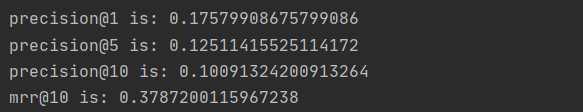 precision@1 is: 0.17579908675799086
precision@5 is: 0.12511415525114172
precision@10 is: 0.10091324200913264
mrr@10 is: 0.3787200115967238